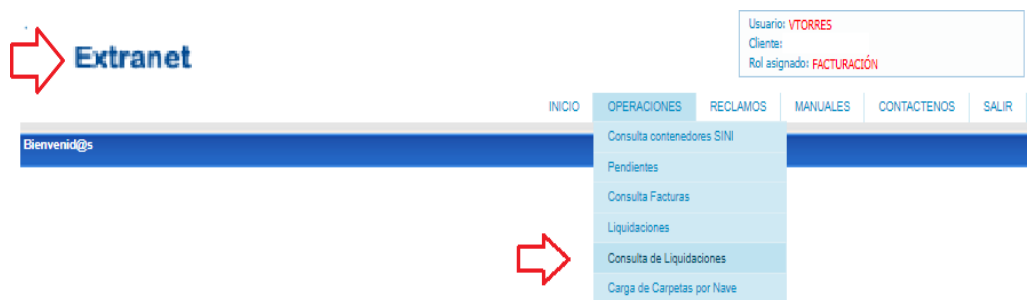 Extranet
Usuario: VTORRES
Cliente:
Rol asignado: FACTURACIÓN
INICIO OPERACIONES RECLAMOS MANUALES CONTACTENOS SALIR
Bienvenid@s
Consulta contenedores SINI
Pendientes
Consulta Facturas
Liquidaciones
Consulta de Liquidaciones
Carga de Carpetas por Nave